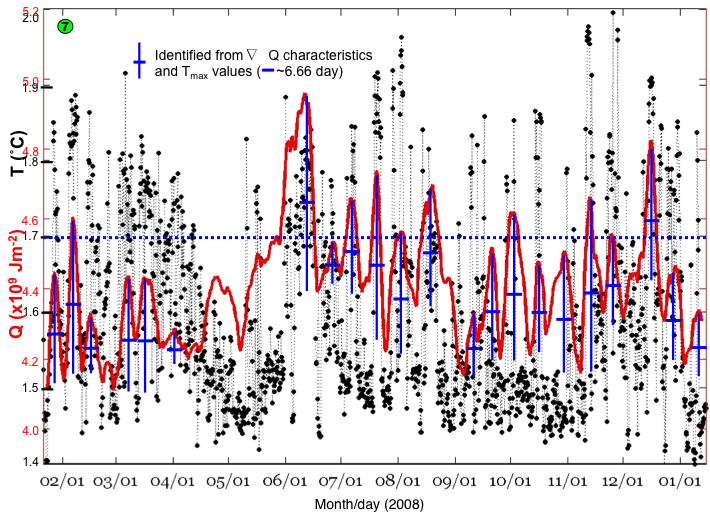 5.2
2.0
7
Identified from ▽ Q characteristics
and Tmax values (━~6.66 day)
5.0
1.9
4.8
1.8
4.6
1.7
4.4
1.6
4.2
1.5
4.0
1.4
T (°C)
Q (x10⁹ Jm⁻²)
02/01 03/01 04/01 05/01 06/01 07/01 08/01 09/01 10/01 11/01 12/01 01/01
Month/day (2008)